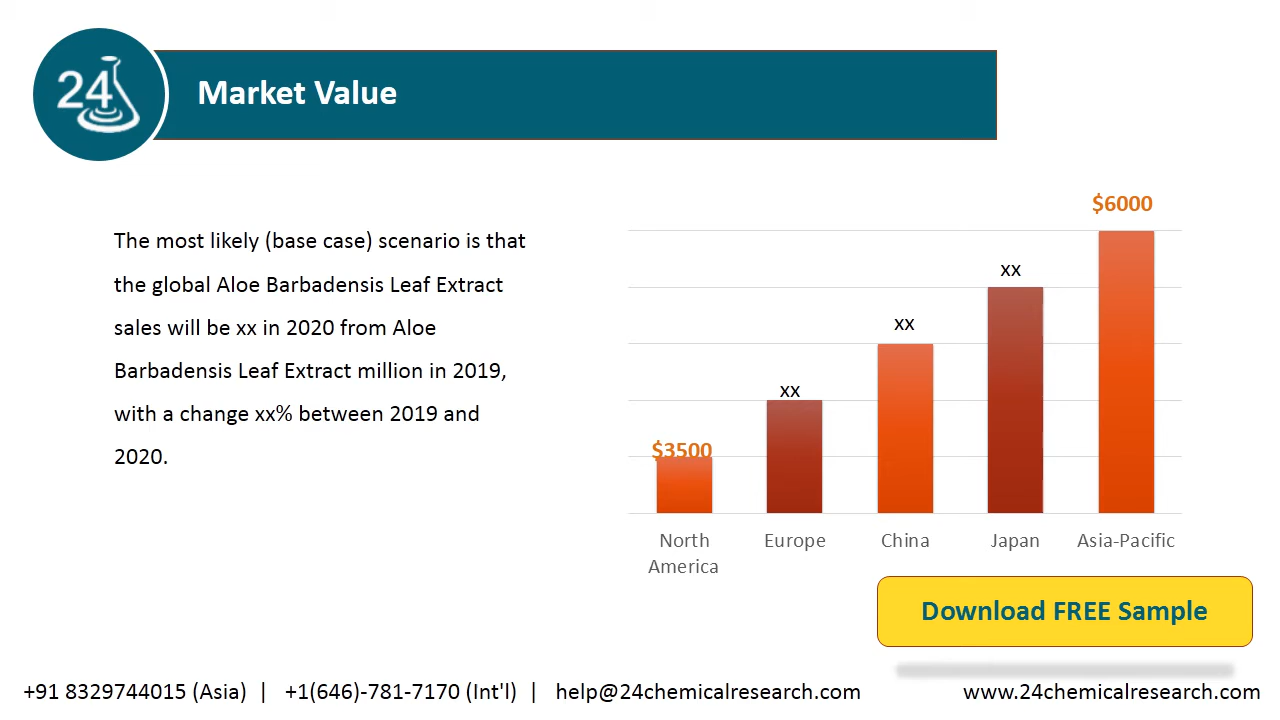 24
Market Value
The most likely (base case) scenario is that
the global Aloe Barbadensis Leaf Extract
sales will be xx in 2020 from Aloe
Barbadensis Leaf Extract million in 2019,
with a change xx% between 2019 and
2020.
$6000
xx
xx
xx
$3500
North America
Europe
China
Japan
Asia-Pacific
Download FREE Sample
+91 8329744015 (Asia) | +1(646)-781-7170 (Int'l) | help@24chemicalresearch.com www.24chemicalresearch.com